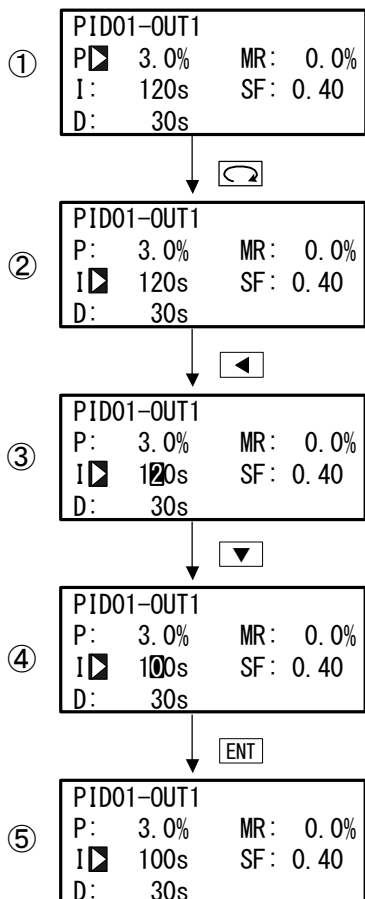 ①
PID01-OUT1
P 3.0% MR: 0.0%
I: 120s SF: 0.40
D: 30s
②
PID01-OUT1
P: 3.0% MR: 0.0%
I 120s SF: 0.40
D: 30s
③
PID01-OUT1
P: 3.0% MR: 0.0%
I 120s SF: 0.40
D: 30s
④
PID01-OUT1
P: 3.0% MR: 0.0%
I 100s SF: 0.40
D: 30s
ENT
⑤
PID01-OUT1
P: 3.0% MR: 0.0%
I 100s SF: 0.40
D: 30s